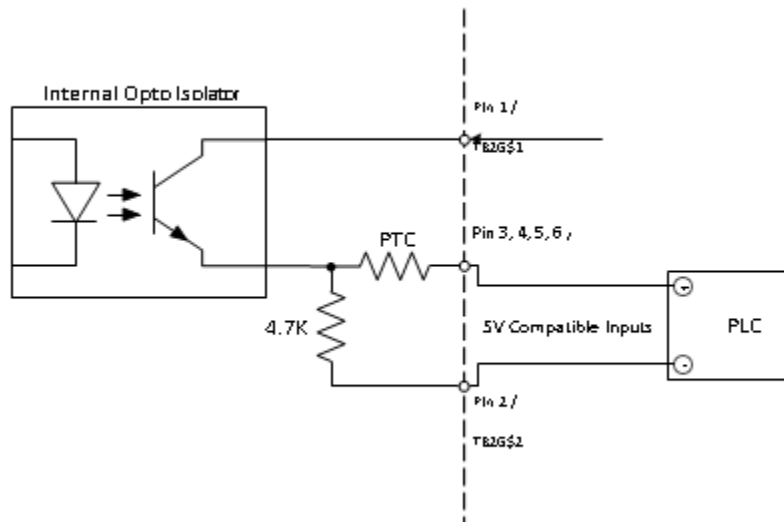 Internal Opto Isolator
Pin 1 /
TB2G$1
Pin 3, 4, 5, 6 /
PTC
+
4.7K
5V Compatible Inputs
PLC
-
Pin 2 /
TB2G$2